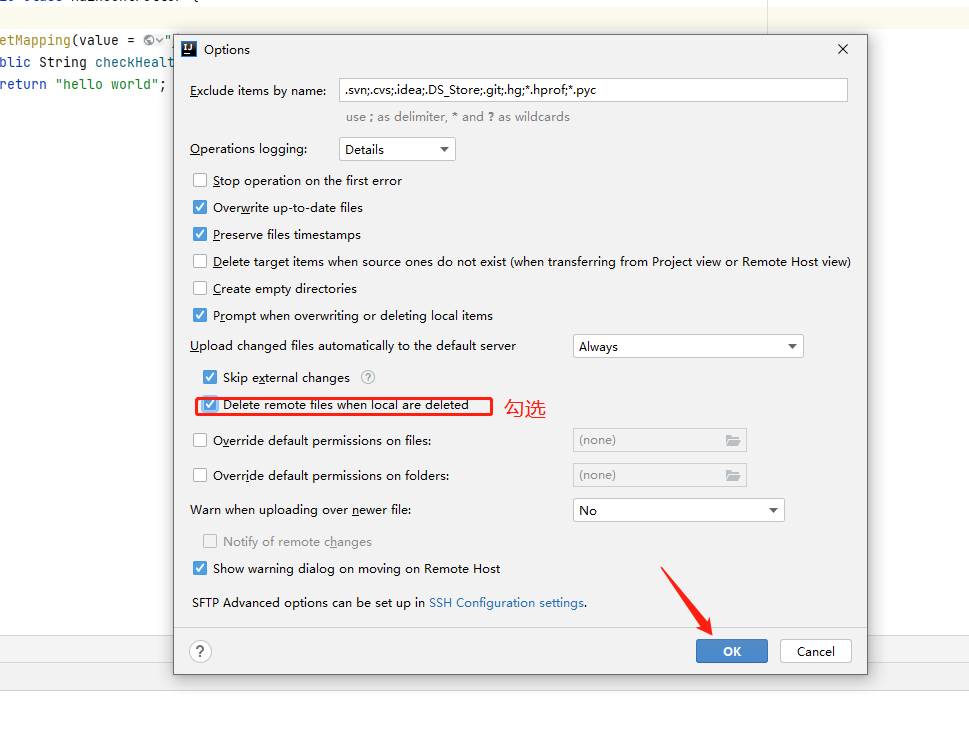 Options
etMapping(value =
blic String checkHealt
return "hello world";
Exclude items by name: .svn;.cvs;.idea;.DS_Store;.git;.hg;*.hprof;*.pyc
use ; as delimiter, * and ? as wildcards
Operations logging: Details
Stop operation on the first error
Overwrite up-to-date files
Preserve files timestamps
Delete target items when source ones do not exist (when transferring from Project view or Remote Host view)
Create empty directories
Prompt when overwriting or deleting local items
Upload changed files automatically to the default server Always
Skip external changes ?
Delete remote files when local are deleted 勾选
Override default permissions on files: (none)
Override default permissions on folders: (none)
Warn when uploading over newer file: No
Notify of remote changes
Show warning dialog on moving on Remote Host
SFTP Advanced options can be set up in SSH Configuration settings.
? OK Cancel